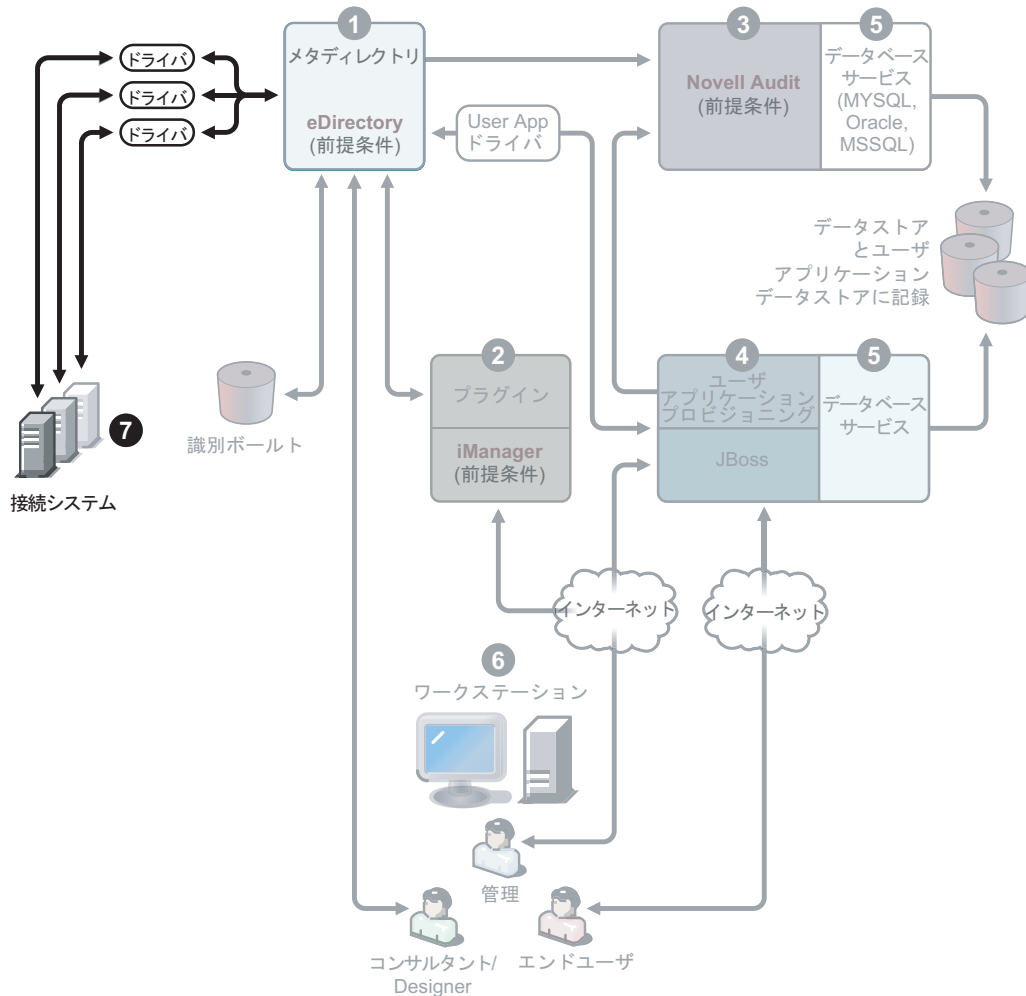 1
メタディレクトリ
eDirectory
(前提条件)
ドライバ
ドライバ
ドライバ
User App
ドライバ
3
Novell Audit
(前提条件)
5
データベース
サービス
(MYSQL,
Oracle,
MSSQL)
データストア
とユーザ
アプリケーション
データストアに記録
2
プラグイン
iManager
(前提条件)
4
ユーザ
アプリケーション
プロビジョニング
JBoss
5
データベース
サービス
識別ボールト
7
接続システム
インターネット
インターネット
6
ワークステーション
管理
コンサルタント/
Designer
エンドユーザ